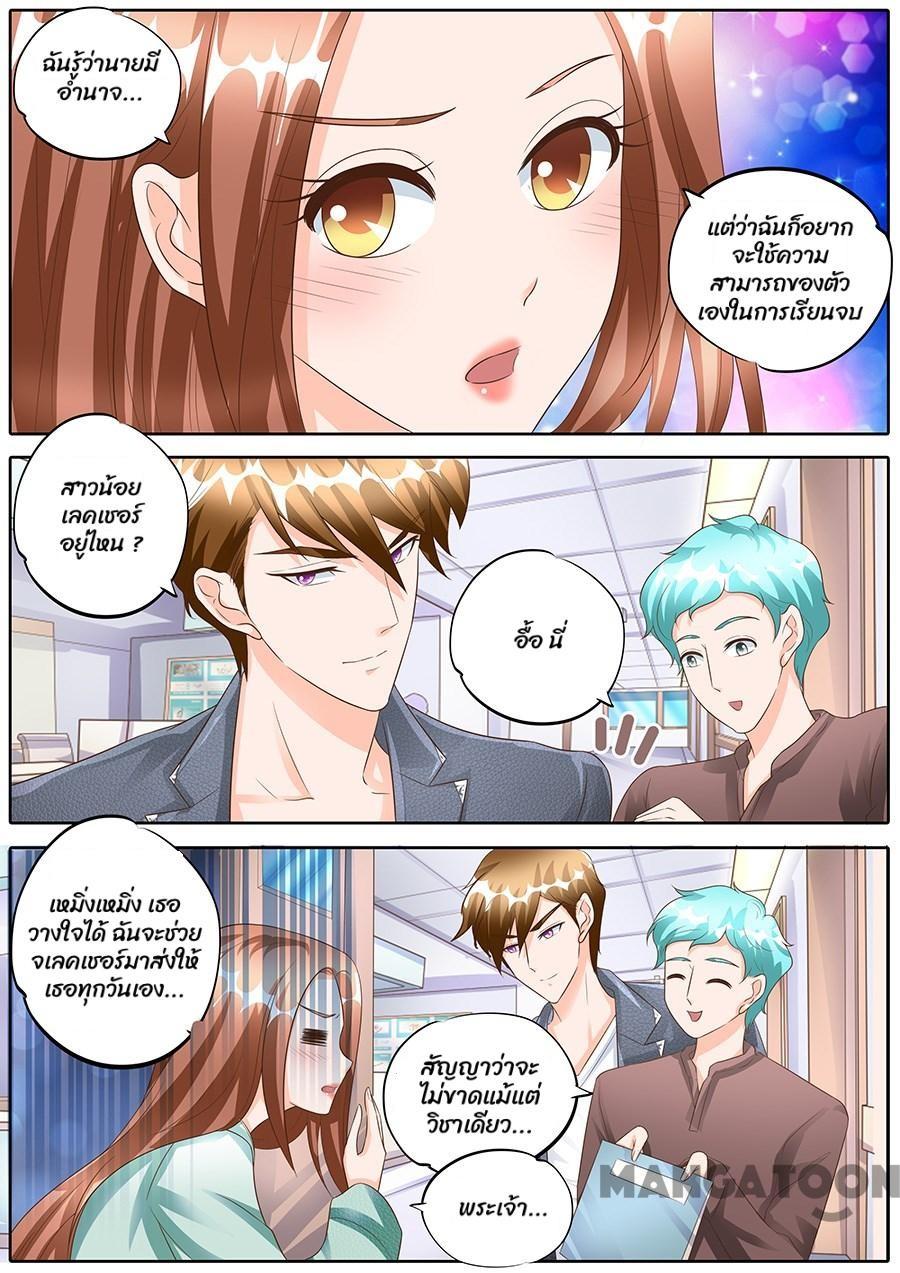 ฉันรู้ว่านายมี
อำนาจ...
แต่ว่าฉันก็อยาก
จะใช้ความ
สามารถของตัว
เองในการเรียนจบ
สาวน้อย
เลคเชอร์
อยู่ไหน ?
อื้อ นี่
เหมิ่งเหมิ่ง เธอ
วางใจได้ ฉันจะช่วย
จเลคเชอร์มาส่งให้
เธอทุกวันเอง...
สัญญาว่าจะ
ไม่ขาดแม้แต่
วิชาเดียว...
พระเจ้า...
MANGATOON